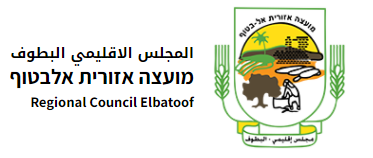 المجلس الاقليمي البطوف
מועצה אזורית אלבטוף
Regional Council Elbatoof
מועצה אזורית אל-בטוף
مجلس إقليمي - البطوف